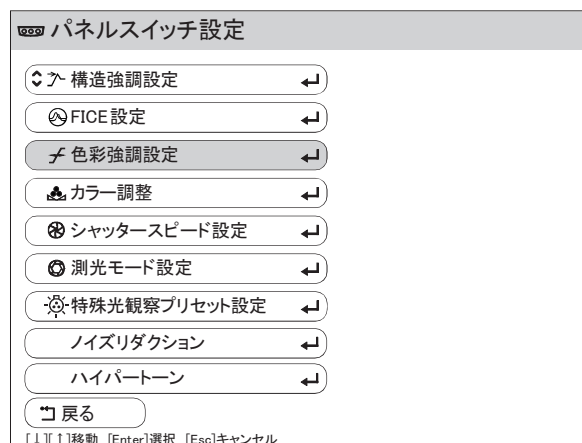 パネルスイッチ設定
構造強調設定
FICE設定
色彩強調設定
カラー調整
シャッタースピード設定
測光モード設定
特殊光観察プリセット設定
ノイズリダクション
ハイパートーン
戻る
[↓][↑]移動 [Enter]選択 [Esc]キャンセル